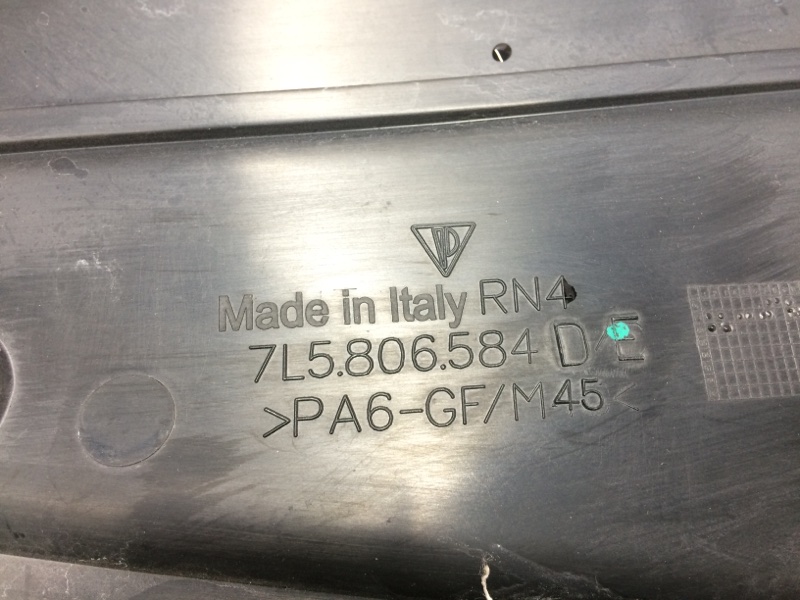 Made in Italy RN4
7L5.806.584 D/E
>PA6-GF/M45<